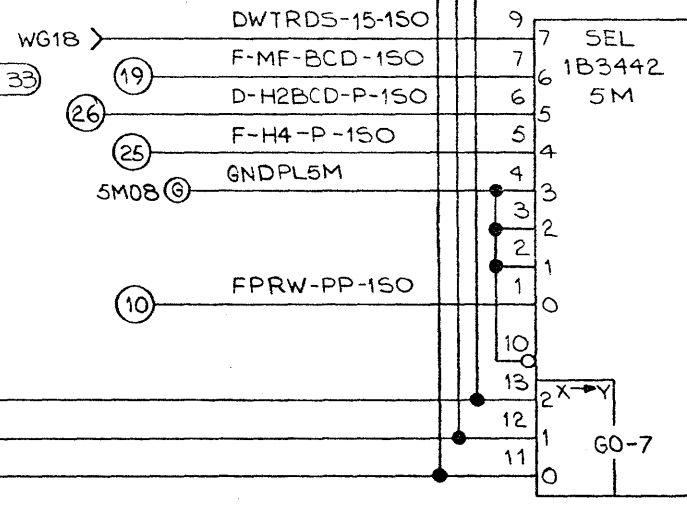 DWTRDS-15-1SO 9
WG18 7 SEL
F-MF-BCD-1SO 7 1B3442
33 19 6
D-H2BCD-P-1SO 6 5M
26 5
F-H4-P-1SO 5
25 4
GNDPL5M 4
5M08 G 3
3
2
2
1
FPRW-PP-1SO 1
10 0
10
13
2 X→Y
12
1 G0-7
11
0